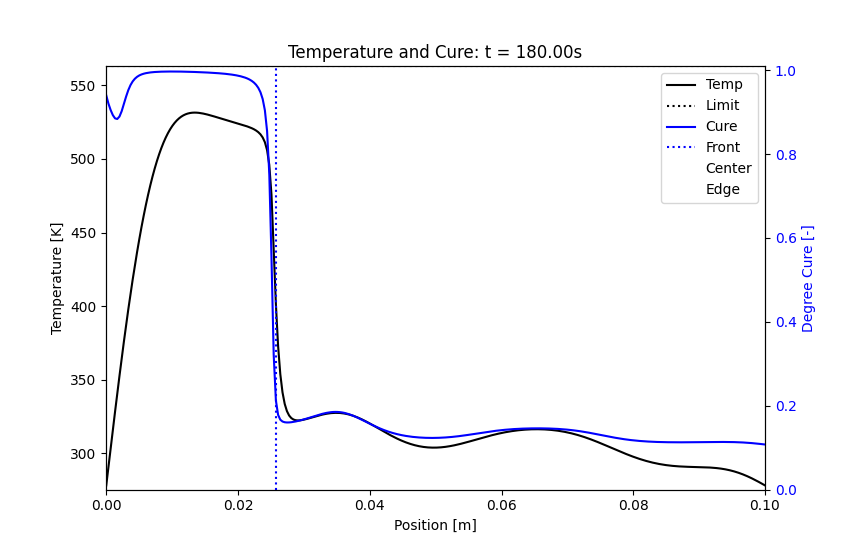 Temperature and Cure: t = 180.00s
Temperature [K]
550
500
450
400
350
300
Temp
Limit
Cure
Front
Center
Edge
1.0
0.8
0.6
0.4
0.2
0.0
Degree Cure [-]
0.00
0.02
0.04
0.06
0.08
0.10
Position [m]